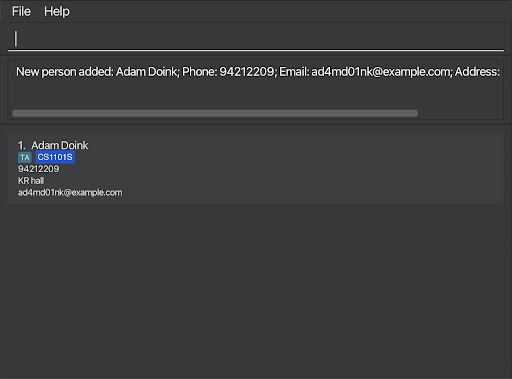 File Help
New person added: Adam Doink; Phone: 94212209; Email: ad4md01nk@example.com; Address:
1. Adam Doink
TA CS1101S
94212209
KR hall
ad4md01nk@example.com